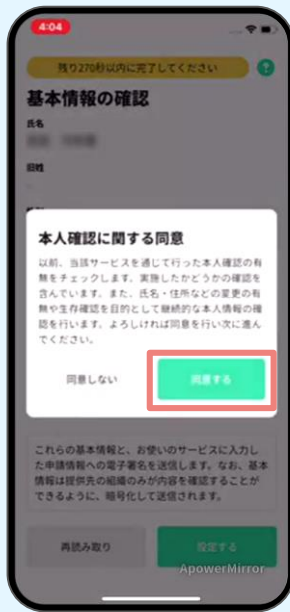 4:04
残り270秒以内に完了してください
?
基本情報の確認
氏名
旧姓
本人確認に関する同意
以前、当該サービスを通じて行った本人確認の有
無をチェックします。実施したかどうかの確認を
含んでいます。また、氏名・住所などの変更の有
無や生存確認を目的として継続的な本人情報の確
認を行います。よろしければ同意を行い次に進ん
でください。
同意しない
同意する
これらの基本情報と、お使いのサービスに入力し
た申請情報への電子署名を送信します。なお、基本
情報は提供先の組織のみが内容を確認することが
できるように、暗号化して送信されます。
再読み取り
設定する
ApowerMirror